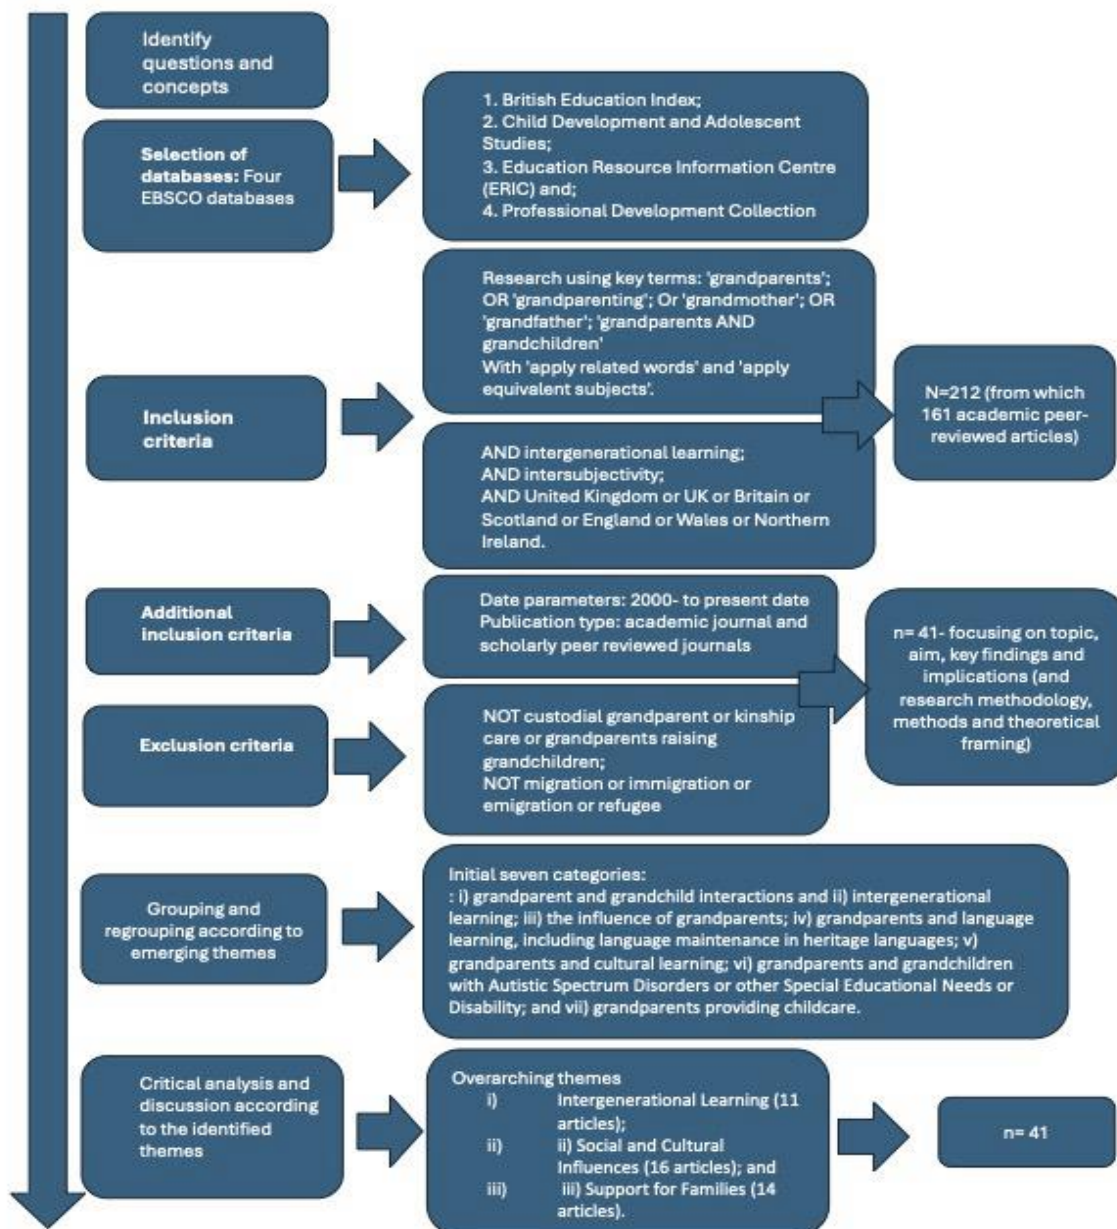 Identify
questions and
concepts
Selection of
databases: Four
EBSCO databases
1. British Education Index;
2. Child Development and Adolescent
Studies;
3. Education Resource Information Centre
(ERIC) and;
4. Professional Development Collection
Inclusion
criteria
Research using key terms: 'grandparents';
OR 'grandparenting'; Or 'grandmother'; OR
'grandfather'; 'grandparents AND
grandchildren'
With 'apply related words' and 'apply
equivalent subjects'.
AND intergenerational learning;
AND intersubjectivity;
AND United Kingdom or UK or Britain or
Scotland or England or Wales or Northern
Ireland.
N=212 (from which
161 academic peer-
reviewed articles)
Additional
inclusion criteria
Date parameters: 2000- to present date
Publication type: academic journal and
scholarly peer reviewed journals
Exclusion criteria
NOT custodial grandparent or kinship
care or grandparents raising
grandchildren;
NOT migration or immigration or
emigration or refugee
n= 41- focusing on topic,
aim, key findings and
implications (and
research methodology,
methods and theoretical
framing)
Grouping and
regrouping according to
emerging themes
Initial seven categories:
: i) grandparent and grandchild interactions and ii) intergenerational
learning; iii) the influence of grandparents; iv) grandparents and language
learning, including language maintenance in heritage languages; v)
grandparents and cultural learning; vi) grandparents and grandchildren
with Autistic Spectrum Disorders or other Special Educational Needs or
Disability; and vii) grandparents providing childcare.
Critical analysis and
discussion according
to the identified
themes
Overarching themes
i) Intergenerational Learning (11
articles);
ii) ii) Social and Cultural
Influences (16 articles); and
iii) iii) Support for Families (14
articles).
n= 41